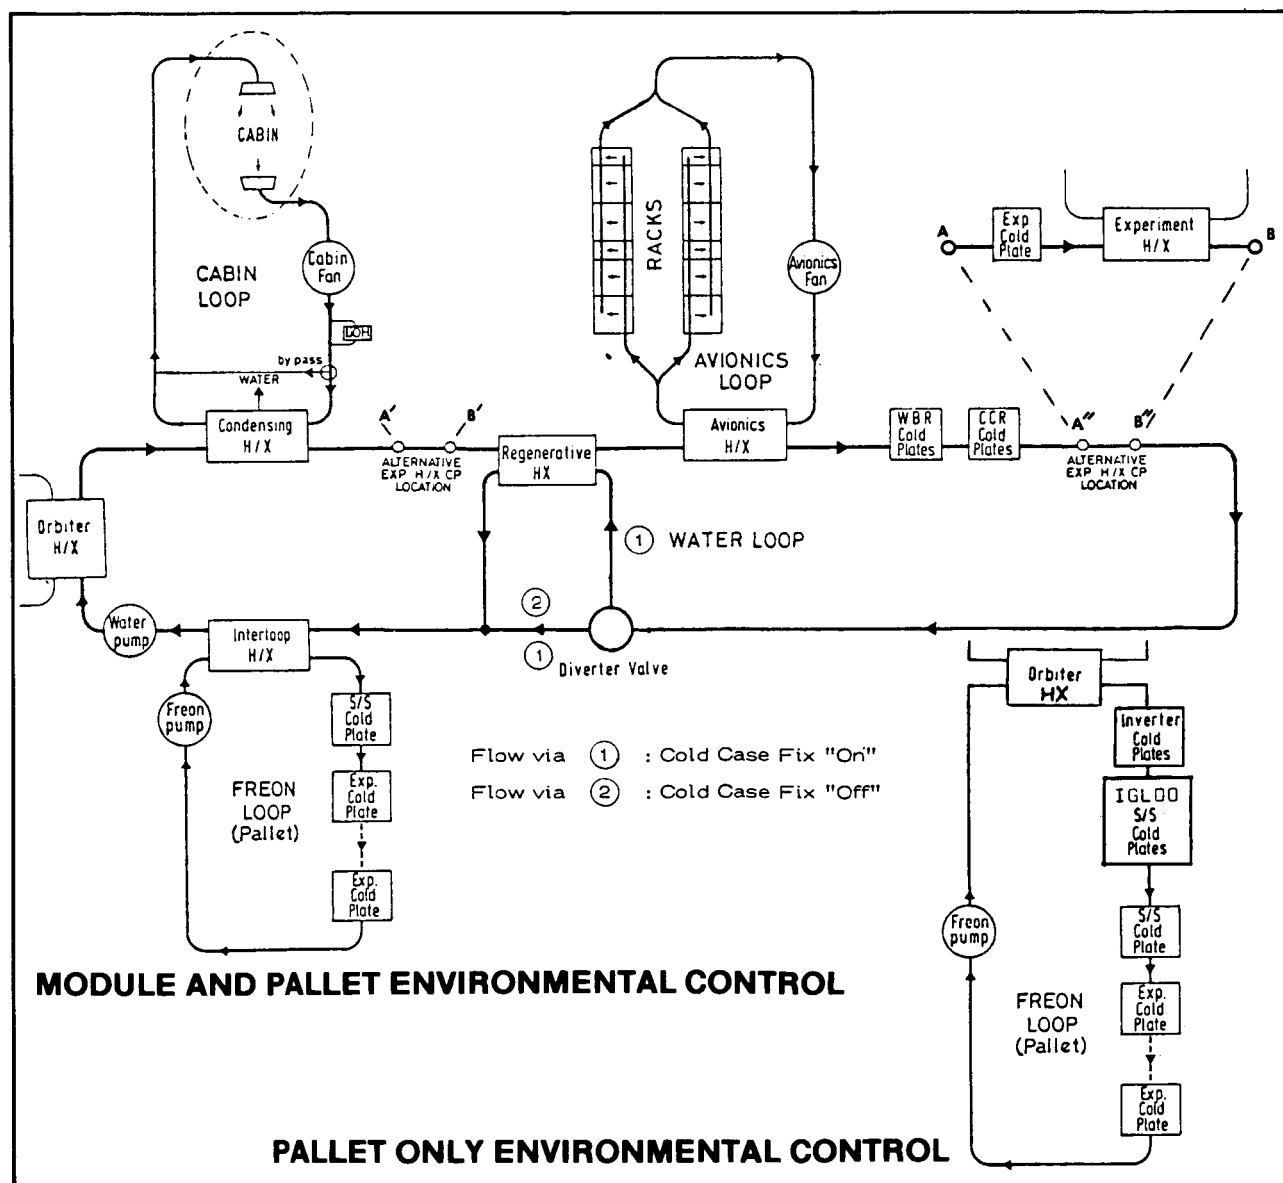 CABIN
CABIN
LOOP
Cabin
Fan
LOH
by pass
WATER
Condensing
H/X
A'
B'
ALTERNATIVE
EXP H/X CP
LOCATION
Regenerative
HX
RACKS
Avionics
Fan
AVIONICS
LOOP
Avionics
H/X
WBR
Cold
Plates
CCR
Cold
Plates
A
Exp
Cold
Plate
Experiment
H/X
B
A"
B"
ALTERNATIVE
EXP H/X CP
LOCATION
Orbiter
H/X
1 WATER LOOP
2
1
Diverter Valve
Water
pump
Interloop
H/X
Freon
pump
S/S
Cold
Plate
Exp.
Cold
Plate
Exp.
Cold
Plate
FREON
LOOP
(Pallet)
Flow via 1 : Cold Case Fix "On"
Flow via 2 : Cold Case Fix "Off"
MODULE AND PALLET ENVIRONMENTAL CONTROL
Orbiter
HX
Inverter
Cold
Plates
IGLOO
S/S
Cold
Plates
S/S
Cold
Plate
Exp.
Cold
Plate
Exp.
Cold
Plate
Freon
pump
FREON
LOOP
(Pallet)
PALLET ONLY ENVIRONMENTAL CONTROL